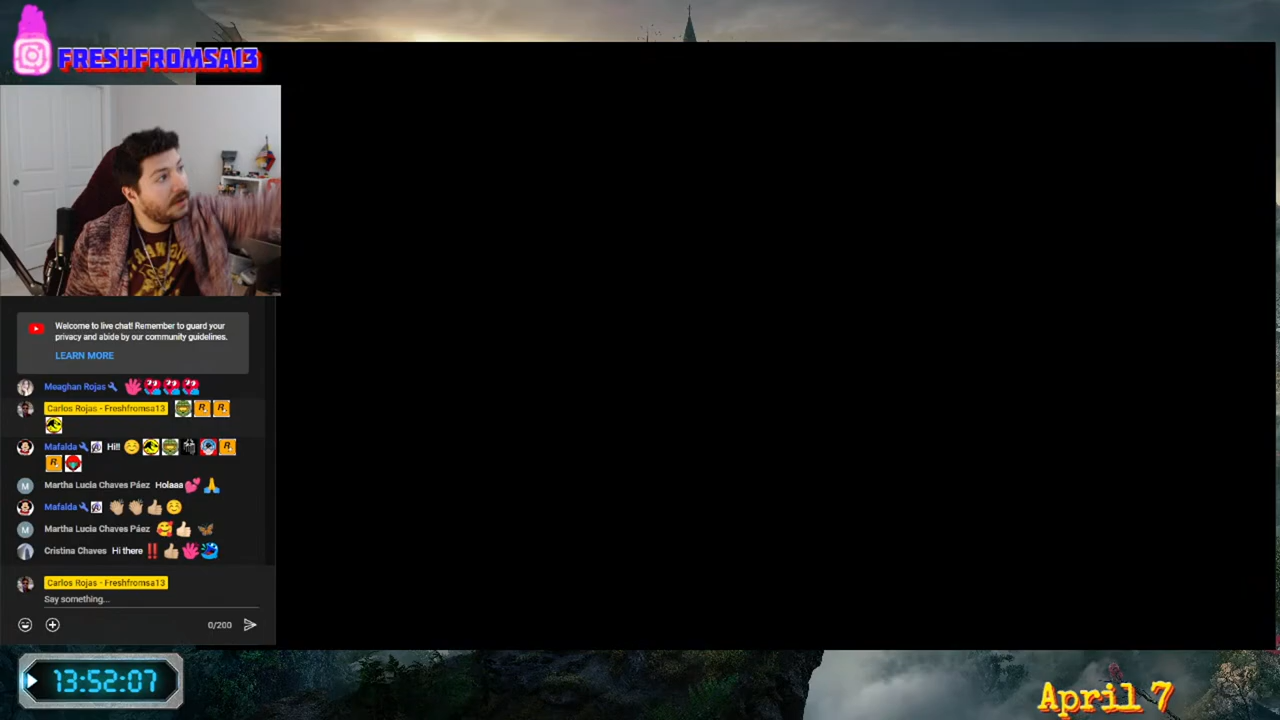 FRESHFROMSA13
Welcome to live chat! Remember to guard your
privacy and abide by our community guidelines.
LEARN MORE
Meaghan Rojas
Carlos Rojas - Freshfromsa13
Mafalda Hi!!
Martha Lucia Chaves Páez Holaaa
Mafalda
Martha Lucia Chaves Páez
Cristina Chaves Hi there
Carlos Rojas - Freshfromsa13
Say something...
0/200
13:52:07
April 7